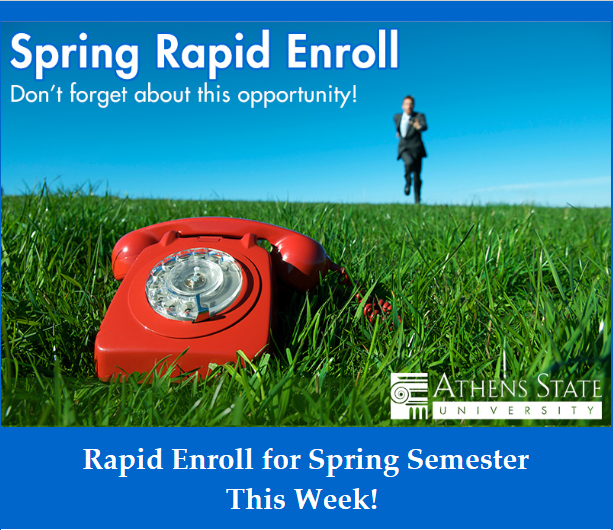 Spring Rapid Enroll
Don't forget about this opportunity!
ATHENS STATE
UNIVERSITY
Rapid Enroll for Spring Semester
This Week!